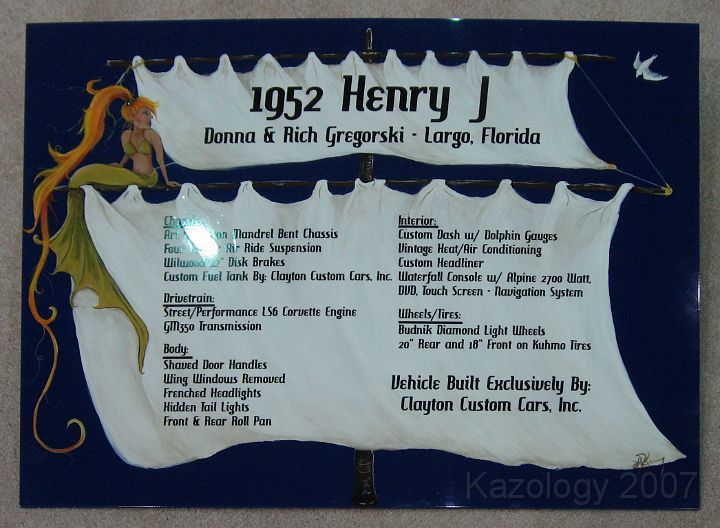 1952 Henry J
Donna & Rich Gregorski - Largo, Florida
Chassis:
Mandrel Bent Chassis
Air Ride Suspension
Wilwood Disk Brakes
Custom Fuel Tank By: Clayton Custom Cars, Inc.
Drivetrain:
Street/Performance LS6 Corvette Engine
GM350 Transmission
Body:
Shaved Door Handles
Wing Windows Removed
Frenched Headlights
Hidden Tail Lights
Front & Rear Roll Pan
Interior:
Custom Dash w/ Dolphin Gauges
Vintage Heat/Air Conditioning
Custom Headliner
Waterfall Console w/ Alpine 2700 Watt,
DVD, Touch Screen - Navigation System
Wheels/Tires:
Budnik Diamond Light Wheels
20" Rear and 18" Front on Kuhmo Tires
Vehicle Built Exclusively By:
Clayton Custom Cars, Inc.
Kazology 2007